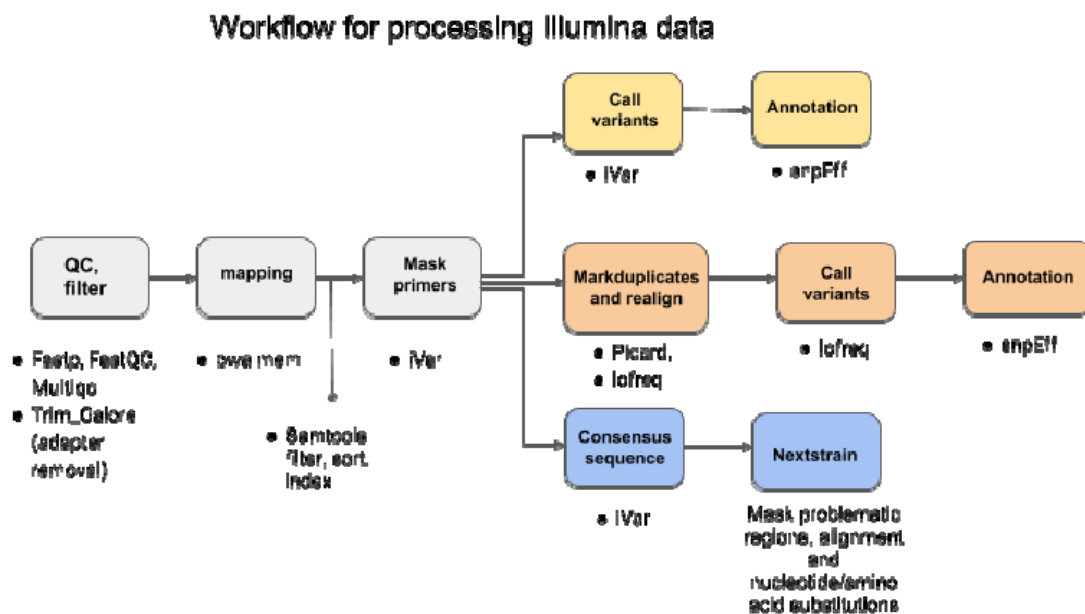 Workflow for processing Illumina data
Call
variants
Annotation
• iVar
• snpEff
QC,
filter
mapping
Mask
primers
Markduplicates
and realign
Call
variants
Annotation
• Fastp, FastQC,
Multiqc
• Trim_Galore
(adapter
removal)
• bwa mem
• iVar
• Picard,
• lofreq
• lofreq
• snpEff
• Samtools
filter, sort,
index
Consensus
sequence
Nextstrain
• iVar
Mask problematic
regions, alignment
and
nucleotide/amino
acid substitutions